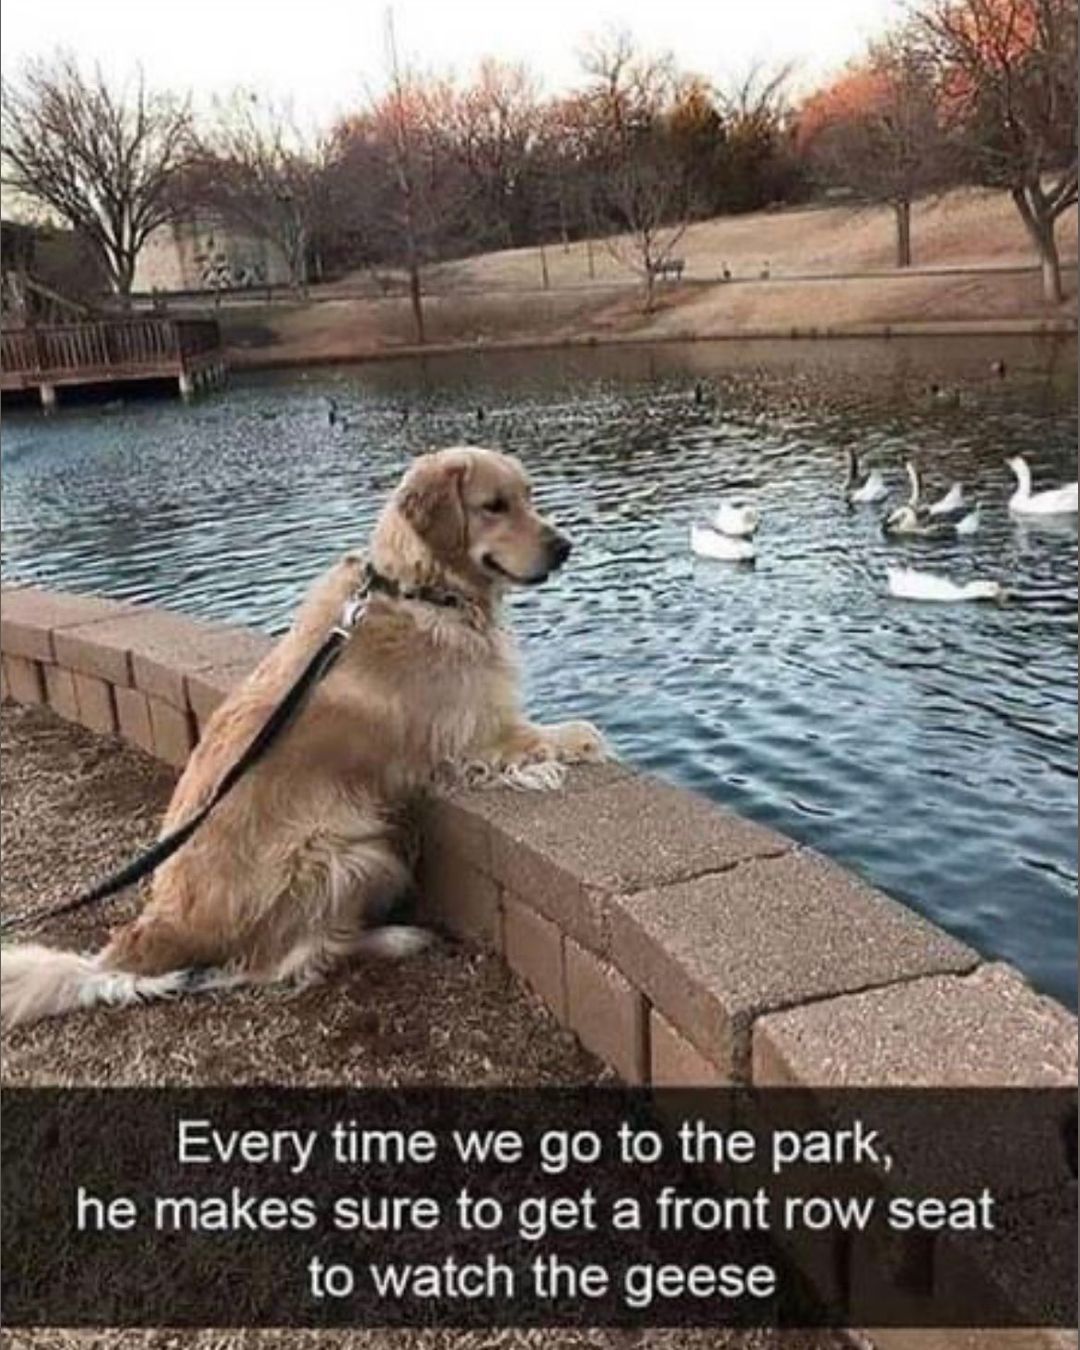 Every time we go to the park,
he makes sure to get a front row seat
to watch the geese